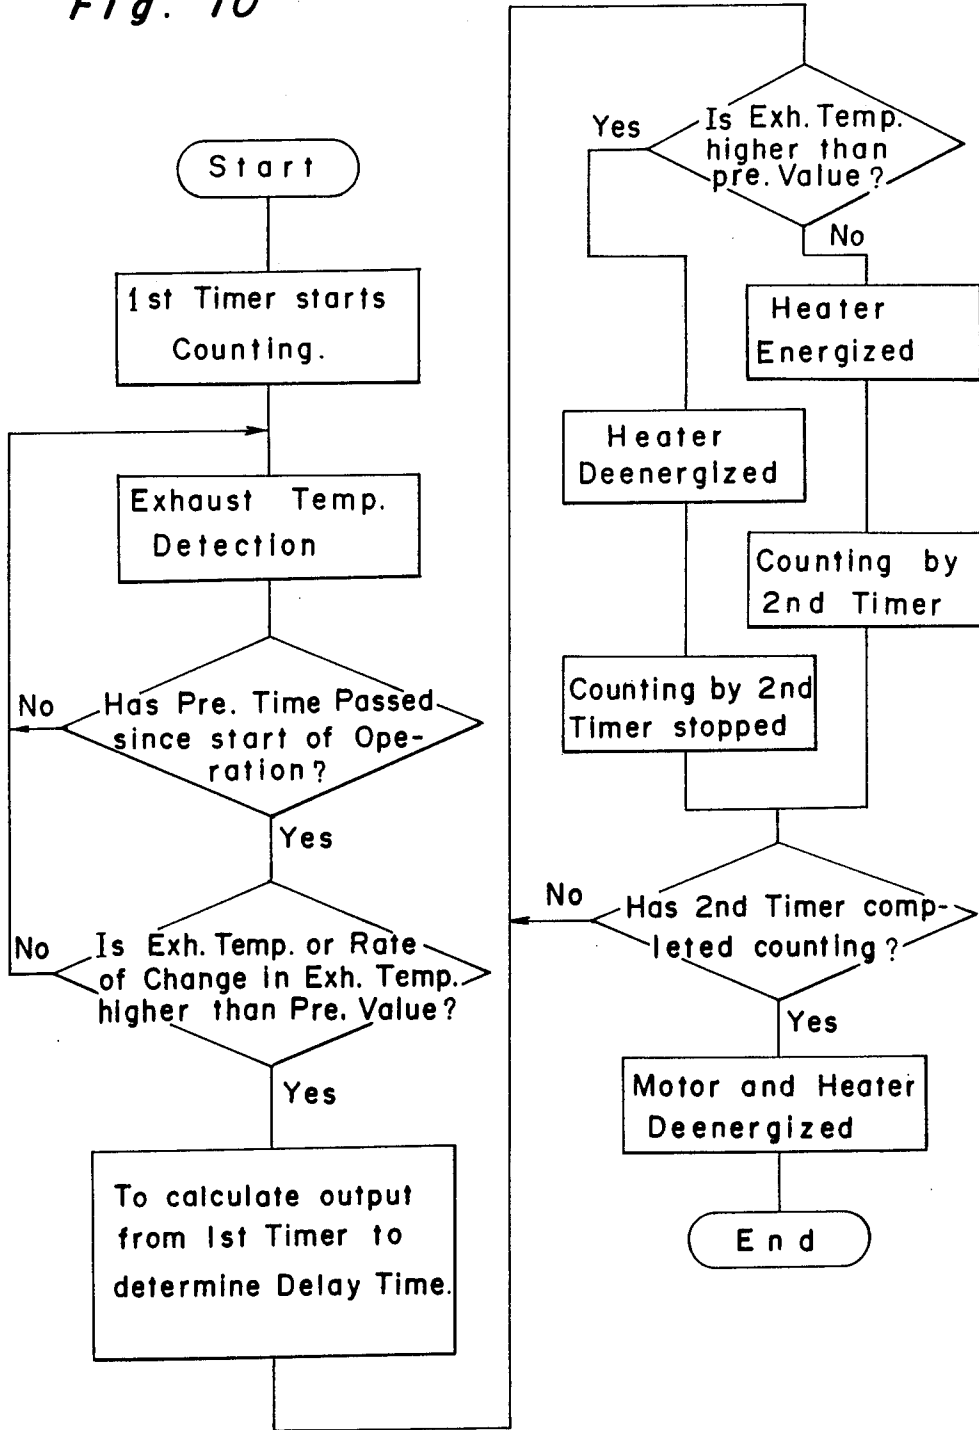 Fig. 10
Start
1st Timer starts
Counting.
Exhaust Temp.
Detection
No
Has Pre. Time Passed
since start of Ope-
ration?
Yes
No
Is Exh. Temp. or Rate
of Change in Exh. Temp.
higher than Pre. Value?
Yes
To calculate output
from 1st Timer to
determine Delay Time.
Yes
Is Exh. Temp.
higher than
pre. Value?
No
Heater
Energized
Heater
Deenergized
Counting by
2nd Timer
Counting by 2nd
Timer stopped
No
Has 2nd Timer comp-
leted counting?
Yes
Motor and Heater
Deenergized
End